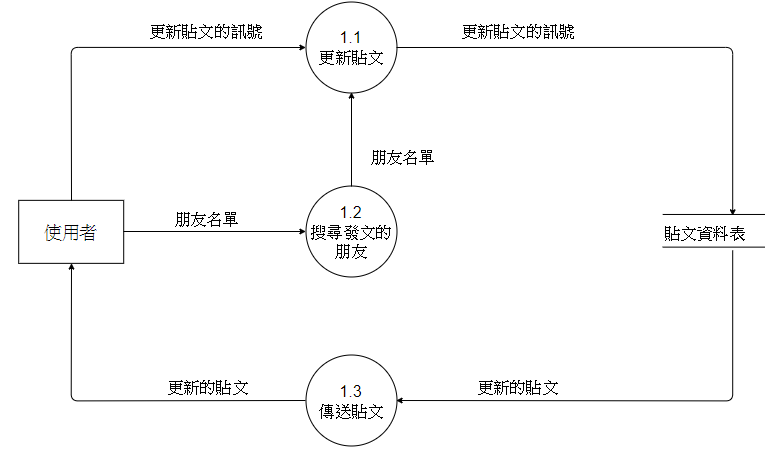 更新貼文的訊號
1.1
更新貼文
更新貼文的訊號
朋友名單
使用者
朋友名單
1.2
搜尋發文的
朋友
貼文資料表
更新的貼文
1.3
傳送貼文
更新的貼文